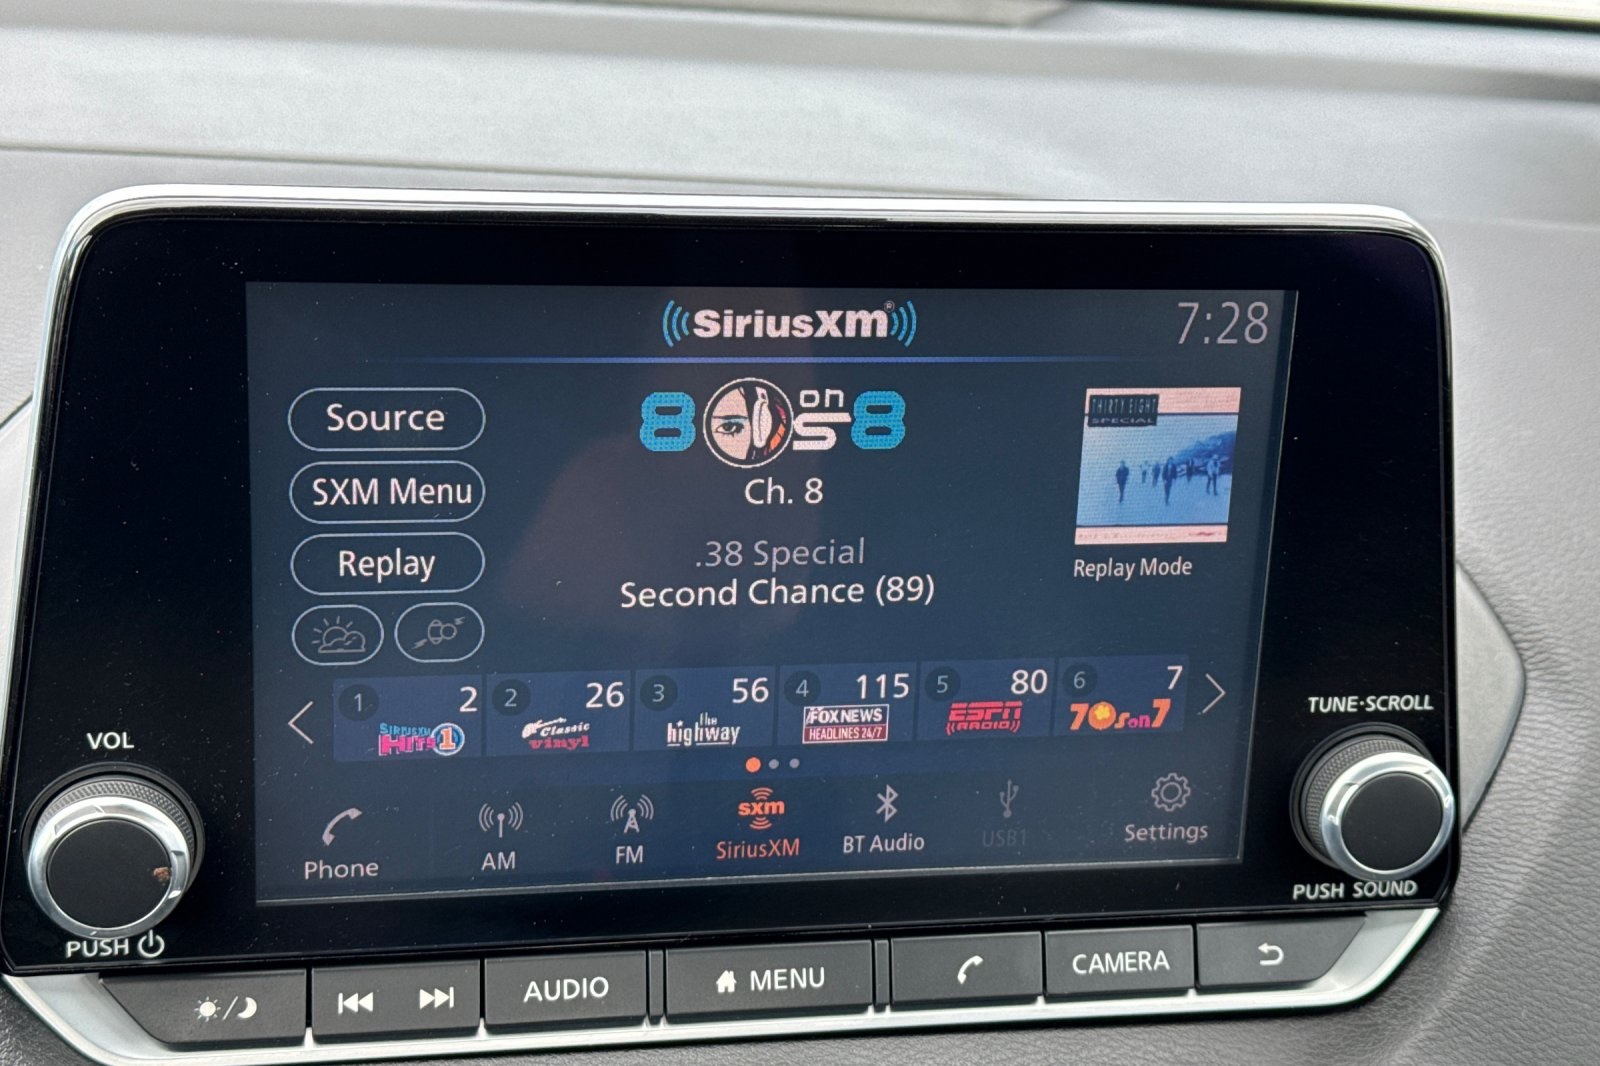 SiriusXM®
7:28
Source
SXM Menu
Replay
80s on 8
Ch. 8
.38 Special
Second Chance (89)
THIRTY EIGHT
SPECIAL
Replay Mode
1 2
SIRIUSXM HITS 1
2 26
Classic vinyl
3 56
the highway
4 115
FOX NEWS
HEADLINES 24/7
5 80
ESPN
RADIO
6 7
70s on 7
Phone
AM
FM
sxm
SiriusXM
BT Audio
USB1
Settings
VOL
PUSH
TUNE·SCROLL
PUSH SOUND
AUDIO
MENU
CAMERA